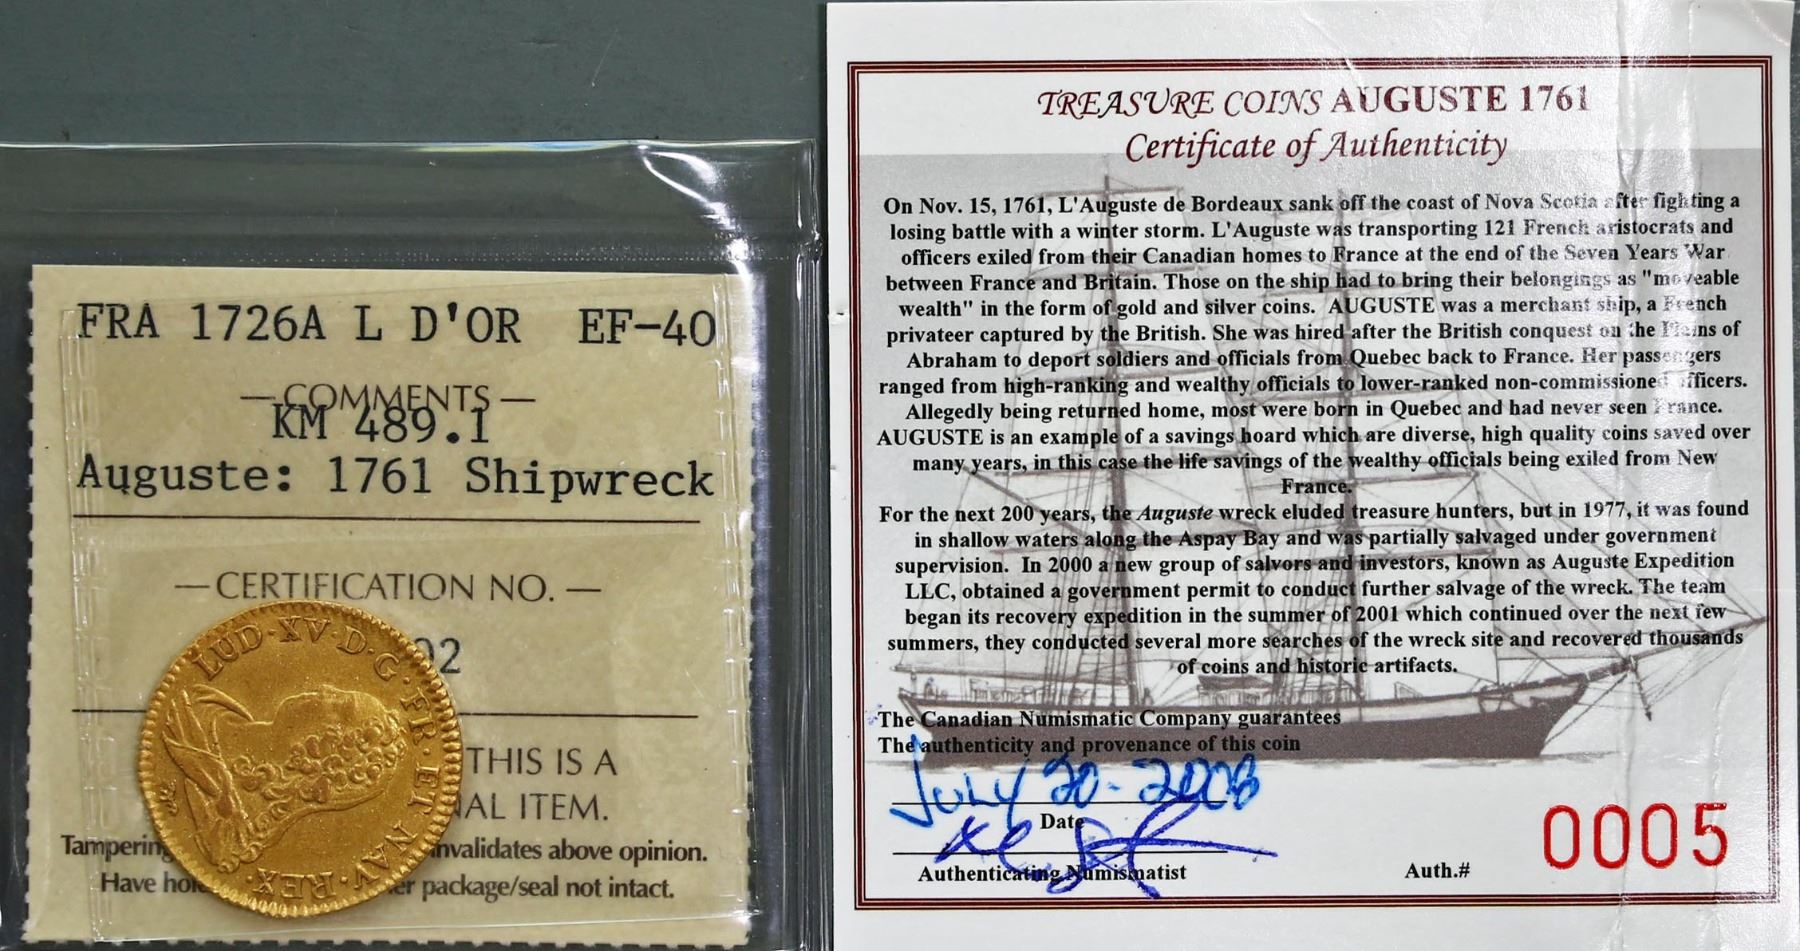 FRA 1726A L D'OR EF-40
— COMMENTS —
KM 489.1
Auguste: 1761 Shipwreck
— CERTIFICATION NO. —
02
THIS IS A
AL ITEM.
Tampering invalidates above opinion.
Have package/seal not intact.
LUD·XV·D·G·FR·ET NAV·REX
TREASURE COINS AUGUSTE 1761
Certificate of Authenticity
On Nov. 15, 1761, L'Auguste de Bordeaux sank off the coast of Nova Scotia after fighting a
losing battle with a winter storm. L'Auguste was transporting 121 French aristocrats and
officers exiled from their Canadian homes to France at the end of the Seven Years War
between France and Britain. Those on the ship had to bring their belongings as "moveable
wealth" in the form of gold and silver coins. AUGUSTE was a merchant ship, a French
privateer captured by the British. She was hired after the British conquest on the Plains of
Abraham to deport soldiers and officials from Quebec back to France. Her passengers
ranged from high-ranking and wealthy officials to lower-ranked non-commissioned officers.
Allegedly being returned home, most were born in Quebec and had never seen France.
AUGUSTE is an example of a savings hoard which are diverse, high quality coins saved over
many years, in this case the life savings of the wealthy officials being exiled from New
France.
For the next 200 years, the Auguste wreck eluded treasure hunters, but in 1977, it was found
in shallow waters along the Aspay Bay and was partially salvaged under government
supervision. In 2000 a new group of salvors and investors, known as Auguste Expedition
LLC, obtained a government permit to conduct further salvage of the wreck. The team
began its recovery expedition in the summer of 2001 which continued over the next few
summers, they conducted several more searches of the wreck site and recovered thousands
of coins and historic artifacts.
The Canadian Numismatic Company guarantees
The authenticity and provenance of this coin
July 20-2008
Date
Authenticating Numismatist
Auth.# 0005